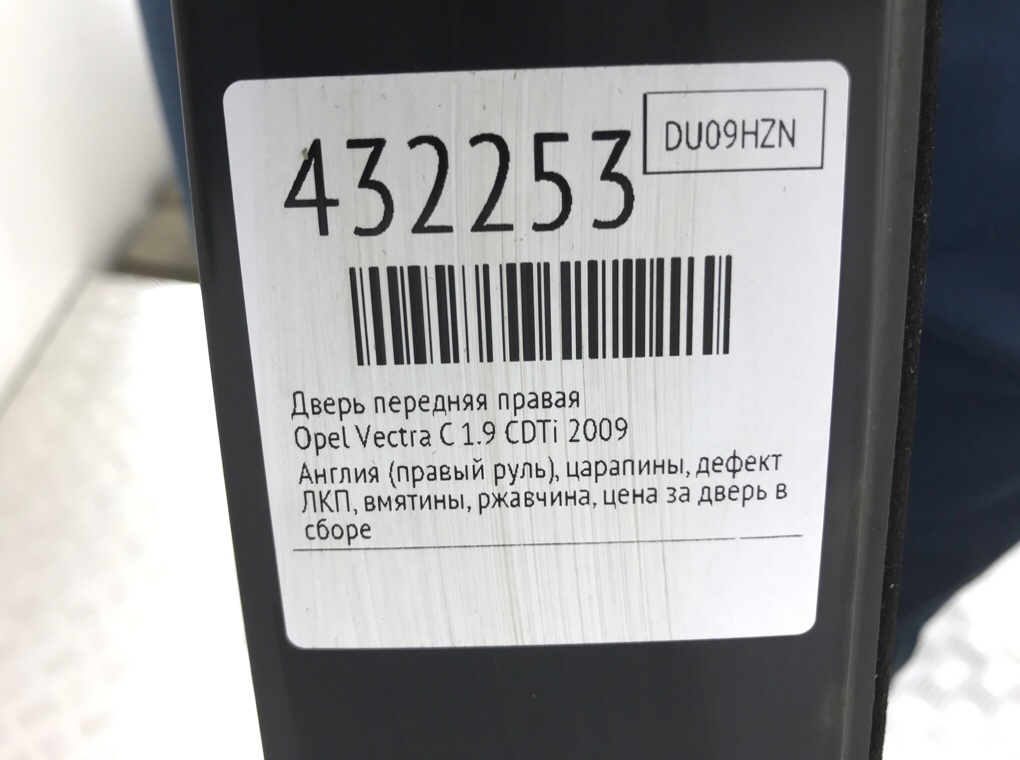 DU09HZN
432253
Дверь передняя правая
Opel Vectra C 1.9 CDTi 2009
Англия (правый руль), царапины, дефект
ЛКП, вмятины, ржавчина, цена за дверь в
сборе